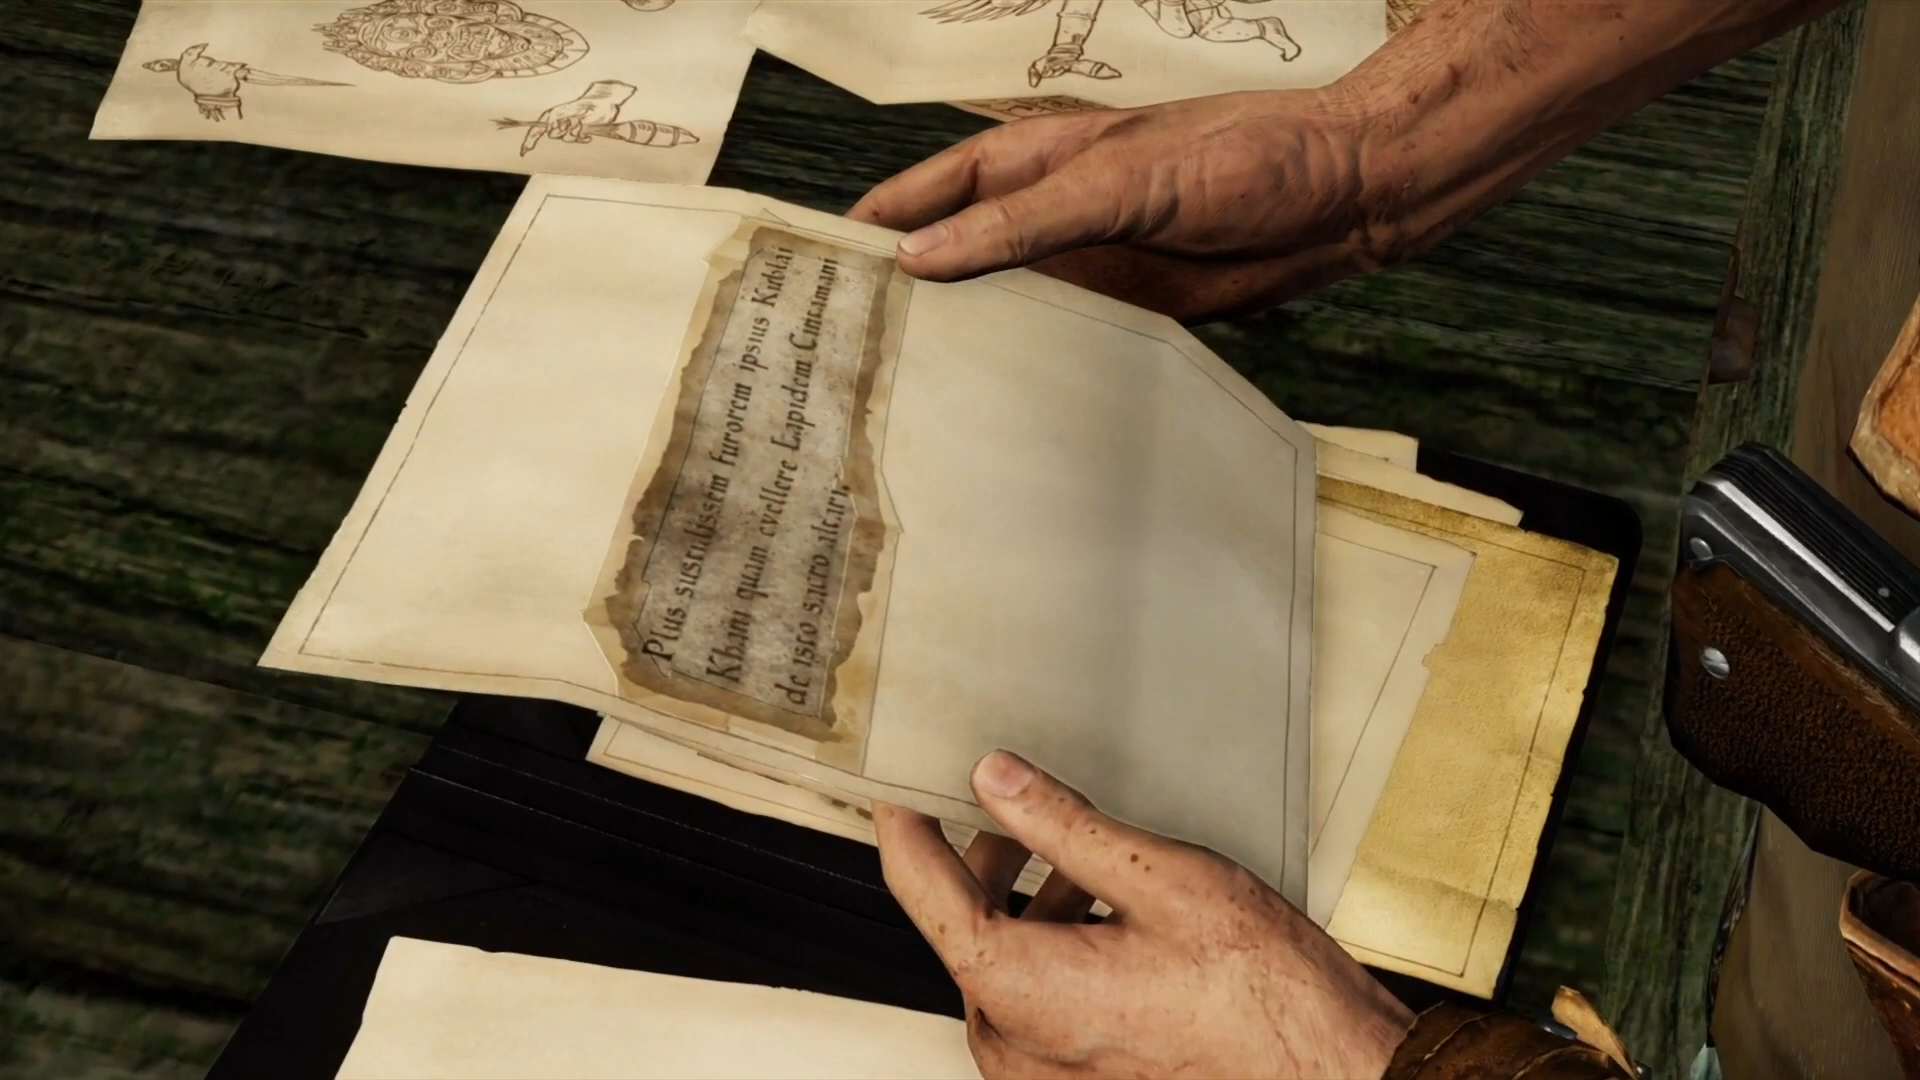 Plus sustulissem furorem ipsius Kublai
Khani quam evellere Lapidem Cintamani
de isto sacro altari.